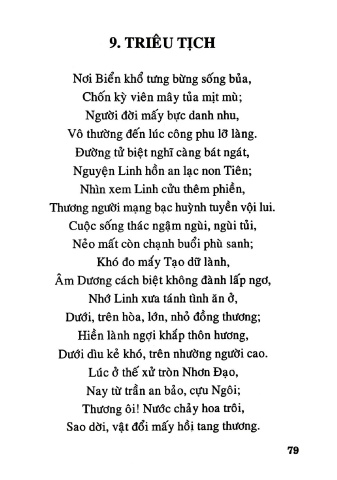 9. TRIÊU TỊCH
Nơi Biển khổ tưng bừng sống bủa,
Chốn kỳ viên mây tủa mịt mù;
Người đời mấy bực danh nhu,
Vô thường đến lúc công phu lỡ làng.
Đường tử biệt nghĩ càng bát ngát,
Nguyện Linh hồn an lạc non Tiên;
Nhìn xem Linh cửu thêm phiền,
Thương người mạng bạc huỳnh tuyền vội lui.
Cuộc sống thác ngậm ngùi, ngùi tủi,
Nẻo mất còn chạnh buổi phù sanh;
Khó đo mấy Tạo dữ lành,
Âm Dương cách biệt không đành lấp ngơ,
Nhớ Linh xưa tánh tình ăn ở,
Dưới, trên hòa, lớn, nhỏ đồng thương;
Hiền lành ngợi khắp thôn hương,
Dưới dìu kẻ khó, trên nhường người cao.
Lúc ở thế xử tròn Nhơn Đạo,
Nay từ trần an bảo, cựu Ngôi;
Thương ôi! Nước chảy hoa trôi,
Sao dời, vật đổi mấy hồi tang thương.
79